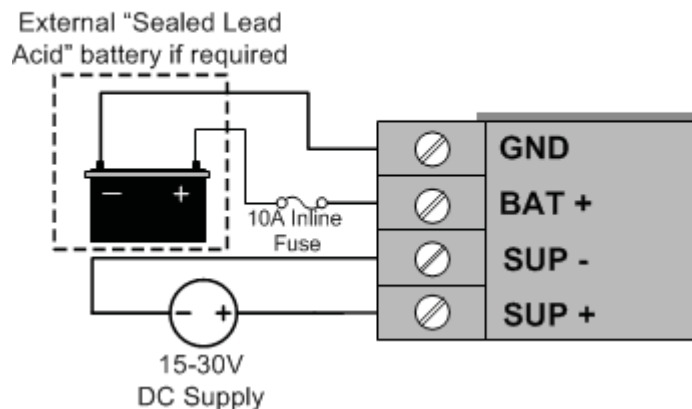 External “Sealed Lead
Acid” battery if required
GND
– +
BAT +
10A Inline
Fuse
SUP -
- +
SUP +
15-30V
DC Supply